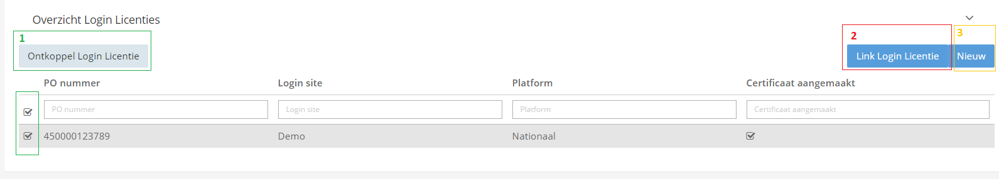 Overzicht Login Licenties
1
Ontkoppel Login Licentie
2
Link Login Licentie
3
Nieuw
PO nummer Login site Platform Certificaat aangemaakt
PO nummer Login site Platform Certificaat aangemaakt
450000123789 Demo Nationaal